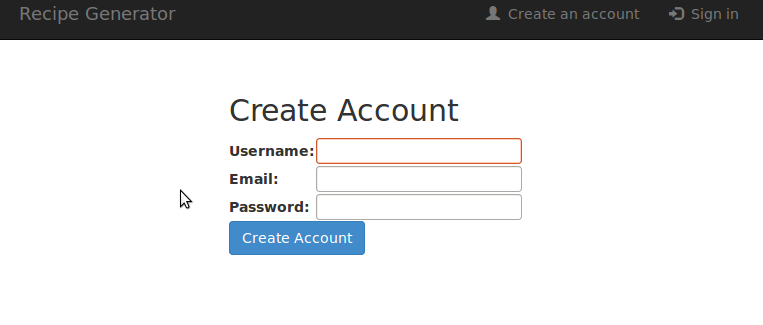 Recipe Generator Create an account Sign in
Create Account
Username:
Email:
Password:
Create Account